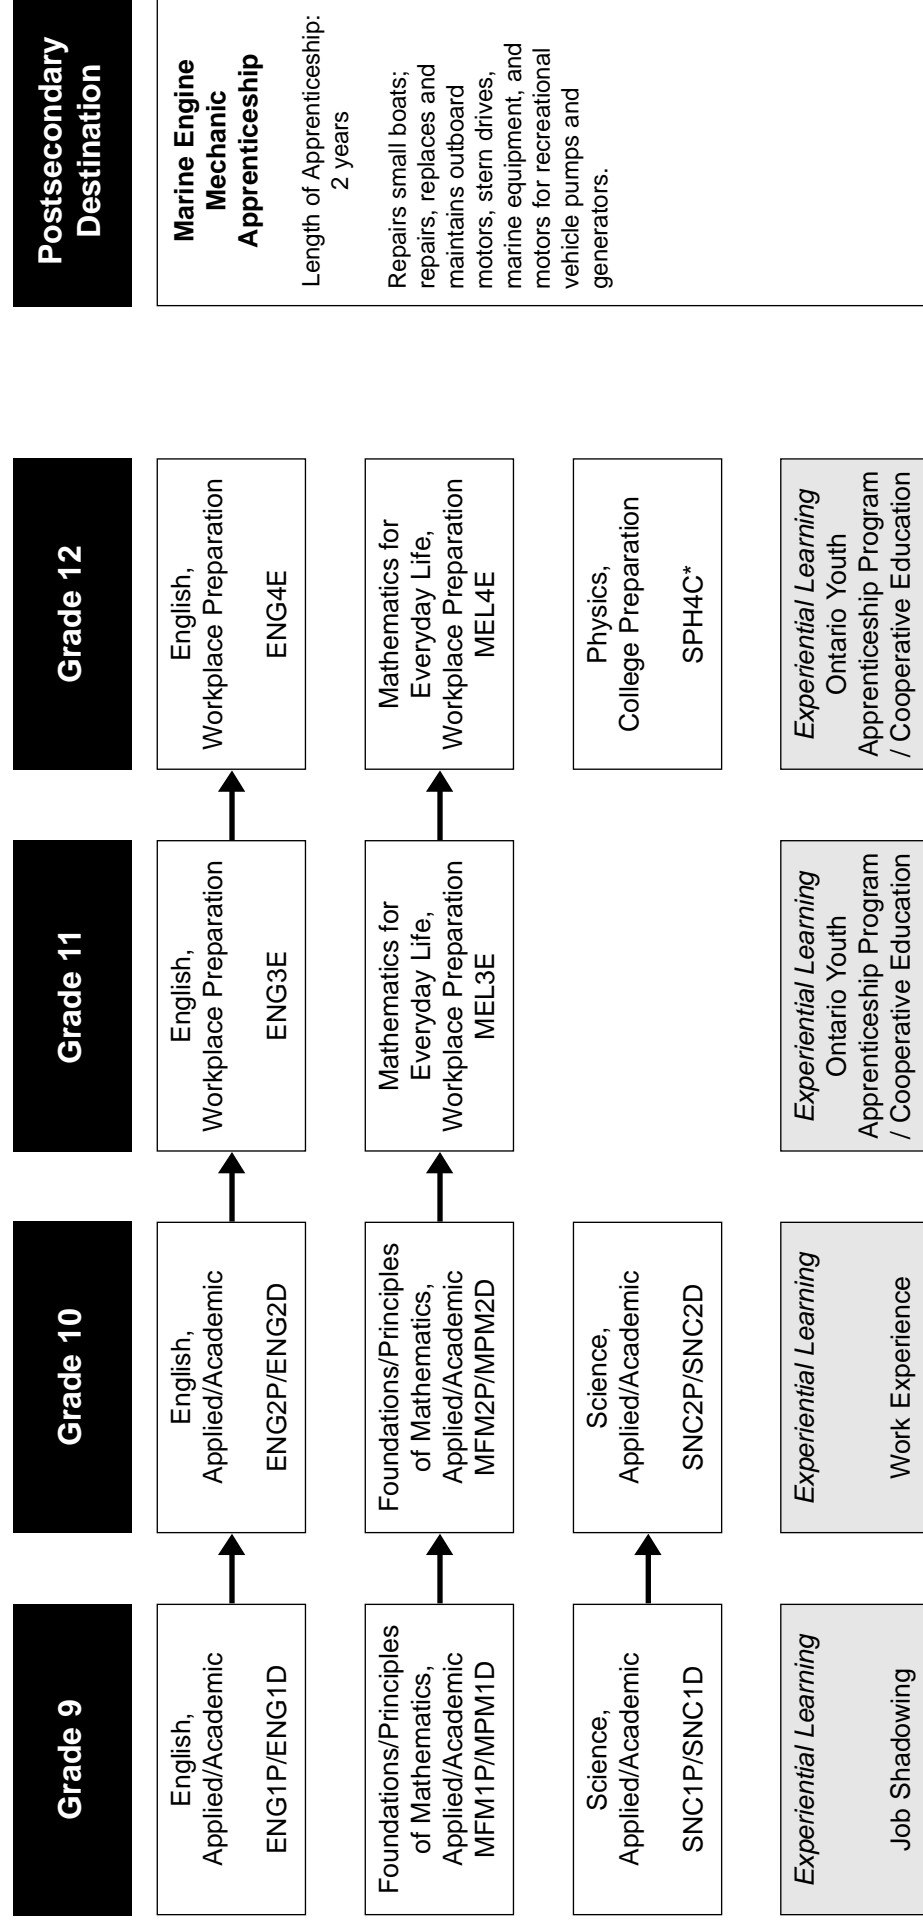 Grade 9
Grade 10
Grade 11
Grade 12
Postsecondary
Destination
English,
Applied/Academic
ENG1P/ENG1D
English,
Applied/Academic
ENG2P/ENG2D
English,
Workplace Preparation
ENG3E
English,
Workplace Preparation
ENG4E
Foundations/Principles
of Mathematics,
Applied/Academic
MFM1P/MPM1D
Foundations/Principles
of Mathematics,
Applied/Academic
MFM2P/MPM2D
Mathematics for
Everyday Life,
Workplace Preparation
MEL3E
Mathematics for
Everyday Life,
Workplace Preparation
MEL4E
Science,
Applied/Academic
SNC1P/SNC1D
Science,
Applied/Academic
SNC2P/SNC2D
Physics,
College Preparation
SPH4C*
Experiential Learning
Job Shadowing
Experiential Learning
Work Experience
Experiential Learning
Ontario Youth
Apprenticeship Program
/ Cooperative Education
Experiential Learning
Ontario Youth
Apprenticeship Program
/ Cooperative Education
Marine Engine
Mechanic
Apprenticeship
Length of Apprenticeship:
2 years
Repairs small boats;
repairs, replaces and
maintains outboard
motors, stern drives,
marine equipment, and
motors for recreational
vehicle pumps and
generators.